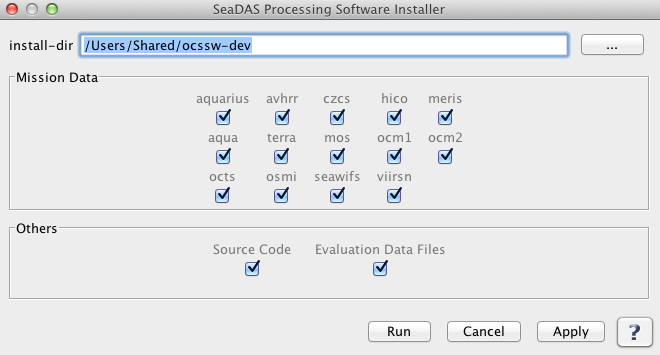 SeaDAS Processing Software Installer
install-dir /Users/Shared/ocssw-dev ...
Mission Data
aquarius avhrr czcs hico meris
aqua terra mos ocm1 ocm2
octs osmi seawifs viirsn
Others
Source Code Evaluation Data Files
Run Cancel Apply ?